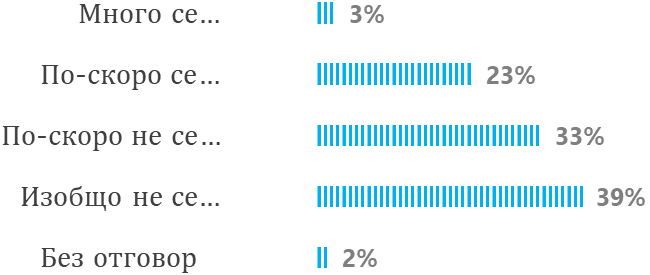 Много се... 3%
По-скоро се... 23%
По-скоро не се... 33%
Изобщо не се... 39%
Без отговор 2%